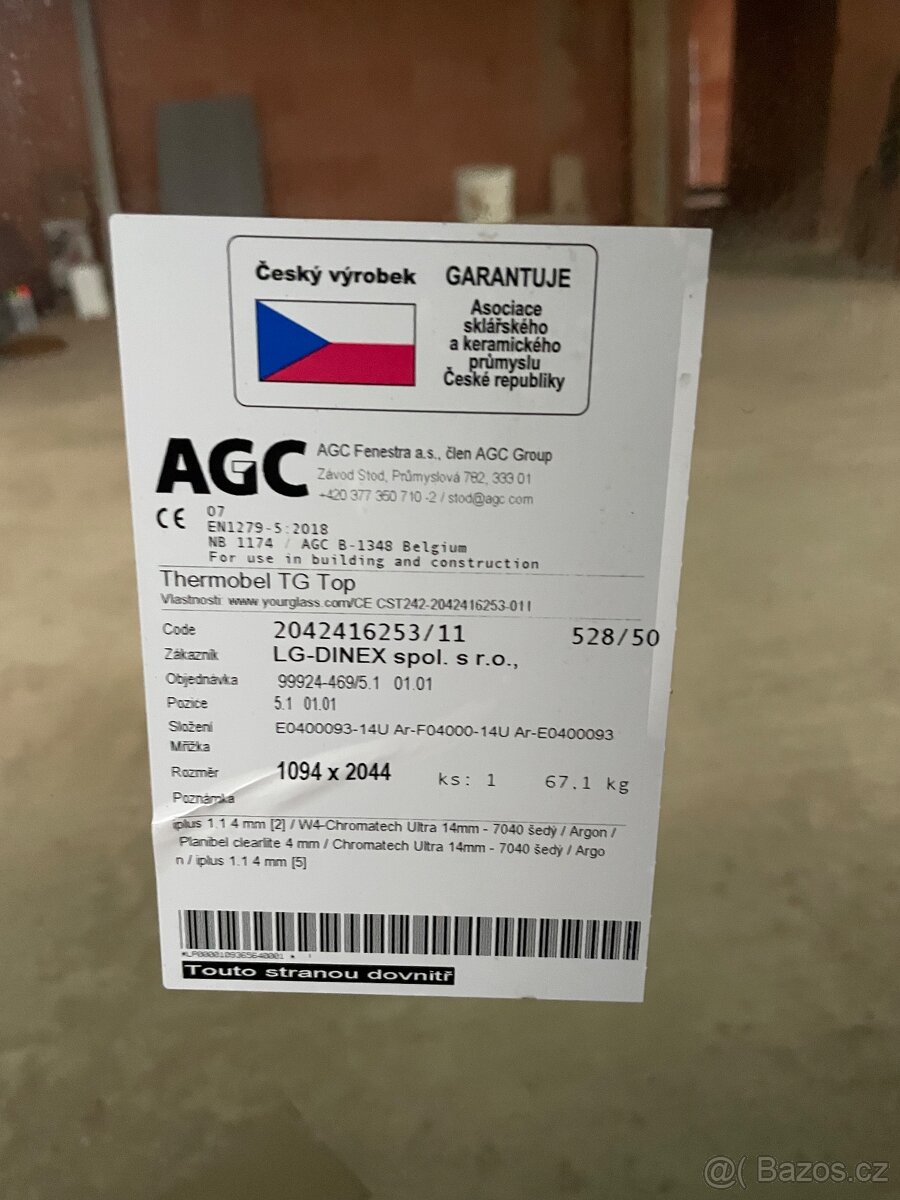 Český výrobek
GARANTUJE
Asociace
sklářského
a keramického
průmyslu
České republiky
AGC
AGC Fenestra a.s., člen AGC Group
Závod Stod, Průmyslová 782, 333 01
+420 377 350 710 -2 / stod@agc.com
CE
07
EN1279-5:2018
NB 1174 / AGC B-1348 Belgium
For use in building and construction
Thermobel TG Top
Vlastnosti: www.yourglass.com/CE CST242-2042416253-011
Code 2042416253/11 528/50
Zákazník LG-DINEX spol. s r.o.,
Objednávka 99924-469/5.1 01.01
Pozice 5.1 01.01
Složení E0400093-14U Ar-F04000-14U Ar-E0400093
Mřížka
Rozměr 1094 x 2044 ks: 1 67.1 kg
Poznámka
iplus 1.1 4 mm [2] / W4-Chromatech Ultra 14mm - 7040 šedý / Argon /
Planibel clearlite 4 mm / Chromatech Ultra 14mm - 7040 šedý / Argo
n / iplus 1.1 4 mm [5]
*LP0000109365640001 *
Touto stranou dovnitř
@( Bazos.cz